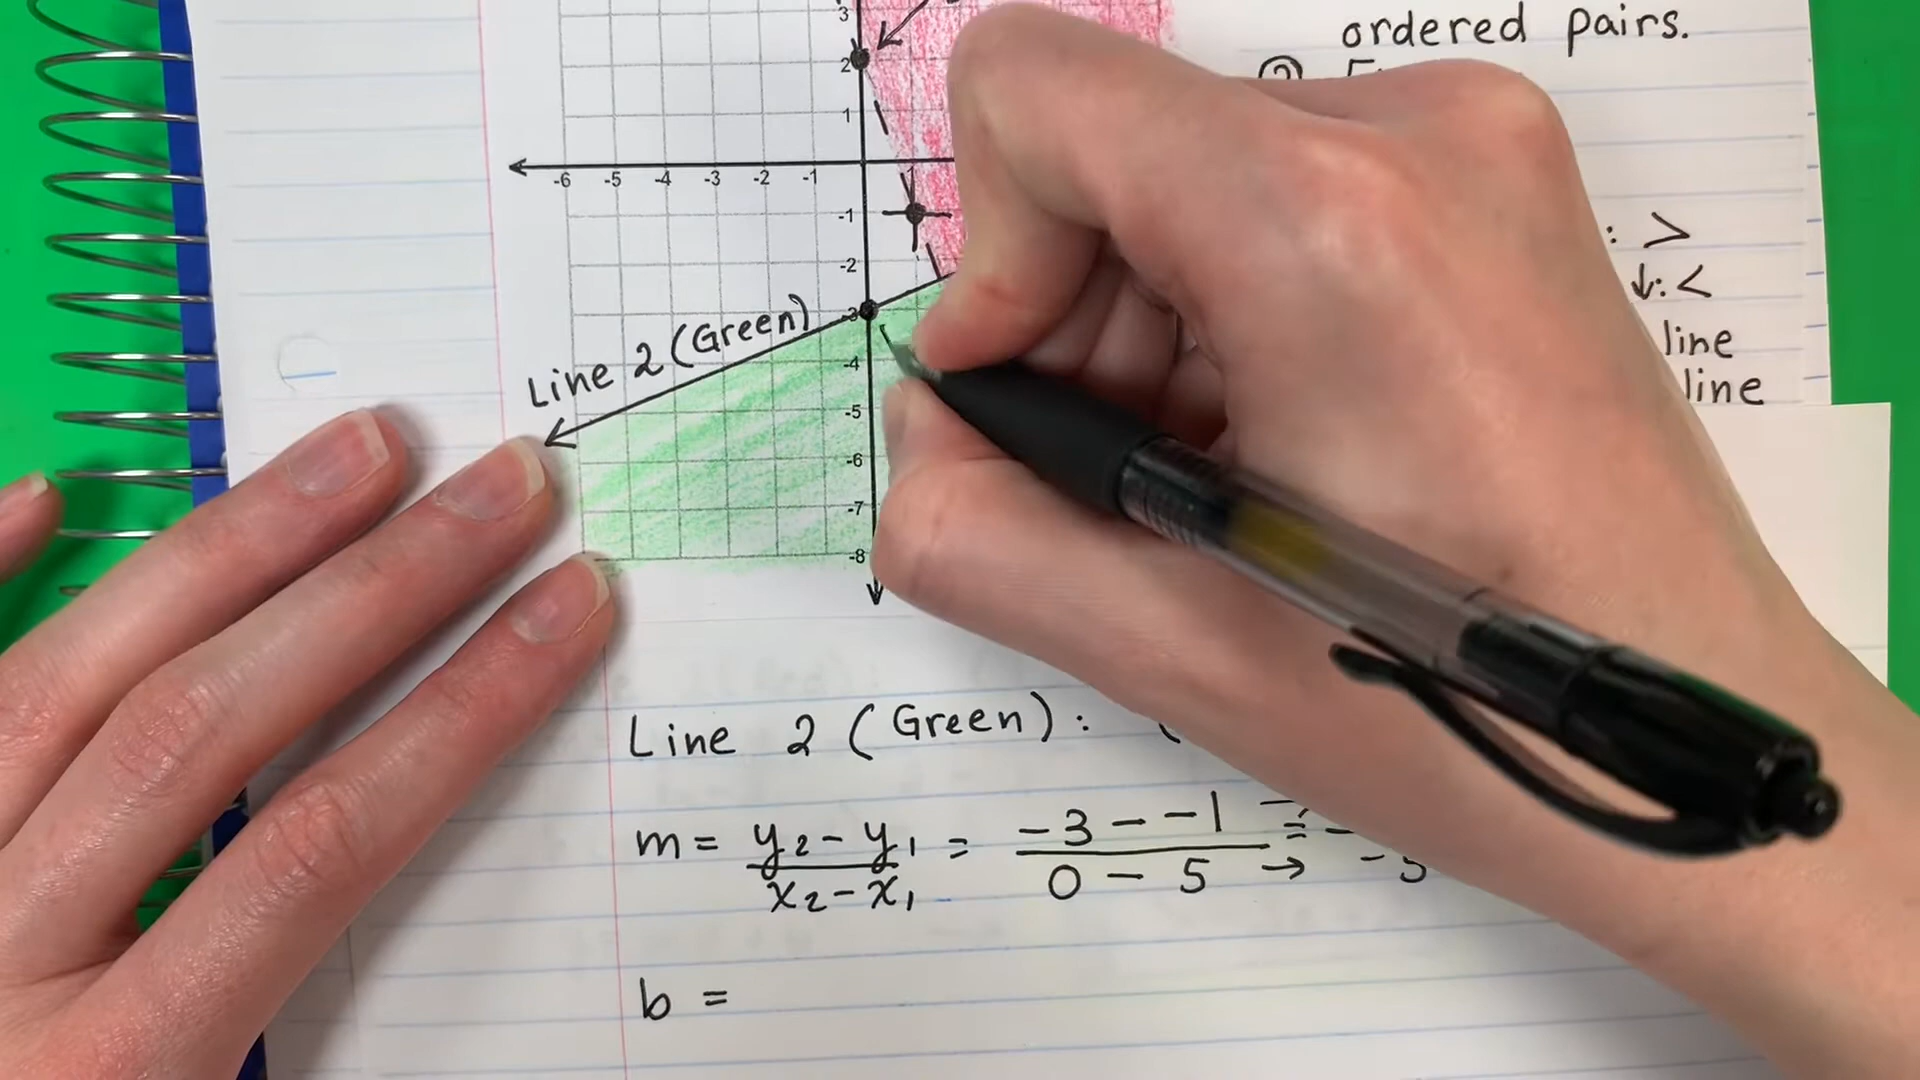 ordered pairs.
3
2
1
-6 -5 -4 -3 -2 -1
-1
-2
-3
-4
-5
-6
-7
-8
Line 2 (Green)
: >
↓: <
line
line
Line 2 (Green): (
m = y₂ - y₁ = -3 - -1 =
x₂ - x₁ 0 - 5 → -5
b =